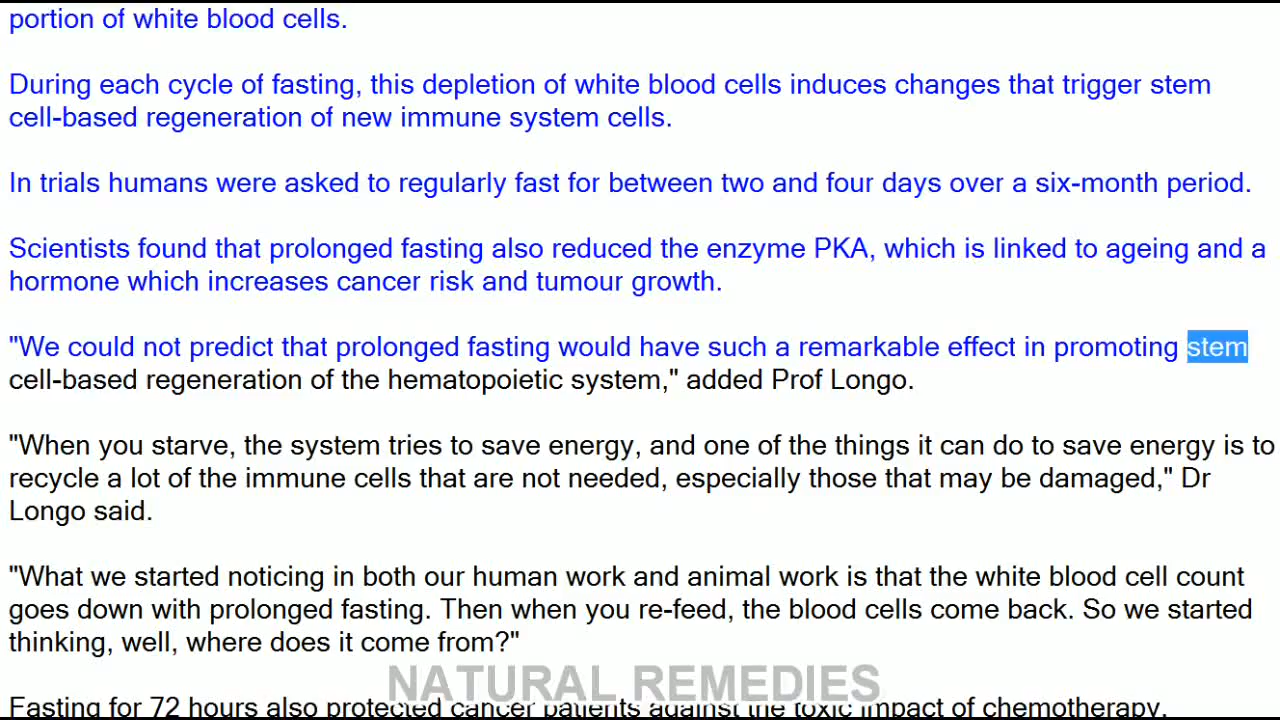 portion of white blood cells.
During each cycle of fasting, this depletion of white blood cells induces changes that trigger stem
cell-based regeneration of new immune system cells.
In trials humans were asked to regularly fast for between two and four days over a six-month period.
Scientists found that prolonged fasting also reduced the enzyme PKA, which is linked to ageing and a
hormone which increases cancer risk and tumour growth.
"We could not predict that prolonged fasting would have such a remarkable effect in promoting stem
cell-based regeneration of the hematopoietic system," added Prof Longo.
"When you starve, the system tries to save energy, and one of the things it can do to save energy is to
recycle a lot of the immune cells that are not needed, especially those that may be damaged," Dr
Longo said.
"What we started noticing in both our human work and animal work is that the white blood cell count
goes down with prolonged fasting. Then when you re-feed, the blood cells come back. So we started
thinking, well, where does it come from?"
NATURAL REMEDIES
Fasting for 72 hours also protected cancer patients against the toxic impact of chemotherapy.